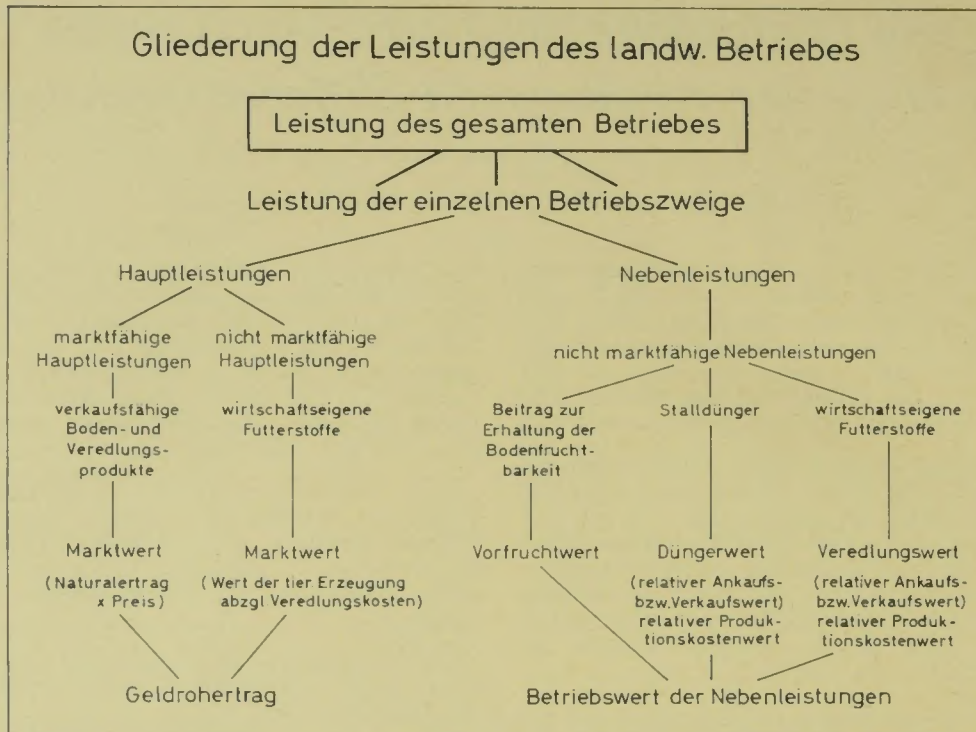 Gliederung der Leistungen des landw. Betriebes
Leistung des gesamten Betriebes
Leistung der einzelnen Betriebszweige
Hauptleistungen
Nebenleistungen
marktfähige
Hauptleistungen
nicht marktfähige
Hauptleistungen
nicht marktfähige Nebenleistungen
verkaufsfähige
Boden- und
Veredlungs-
produkte
wirtschaftseigene
Futterstoffe
Beitrag zur
Erhaltung der
Bodenfrucht-
barkeit
Stalldünger
wirtschaftseigene
Futterstoffe
Marktwert
(Naturalertrag
x Preis)
Marktwert
(Wert der tier. Erzeugung
abzgl. Veredlungskosten)
Vorfruchtwert
Düngerwert
(relativer Ankaufs-
bzw. Verkaufswert)
relativer Produk-
tionskostenwert
Veredlungswert
(relativer Ankaufs-
bzw. Verkaufswert)
relativer Produk-
tionskostenwert
Geldrohertrag
Betriebswert der Nebenleistungen